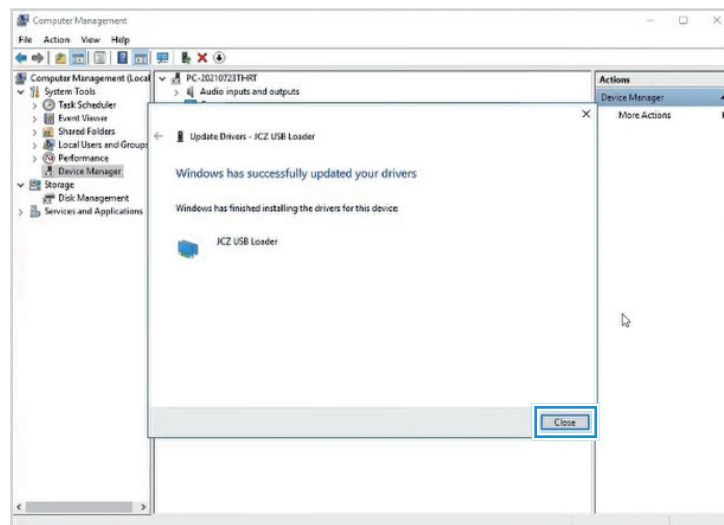 Computer Management
File Action View Help
Computer Management (Local
System Tools
Task Scheduler
Event Viewer
Shared Folders
Local Users and Groups
Performance
Device Manager
Storage
Disk Management
Services and Applications
PC-20210723THRT
Audio inputs and outputs
Update Drivers - JCZ USB Loader
Windows has successfully updated your drivers
Windows has finished installing the drivers for this device:
JCZ USB Loader
Close
Actions
Device Manager
More Actions